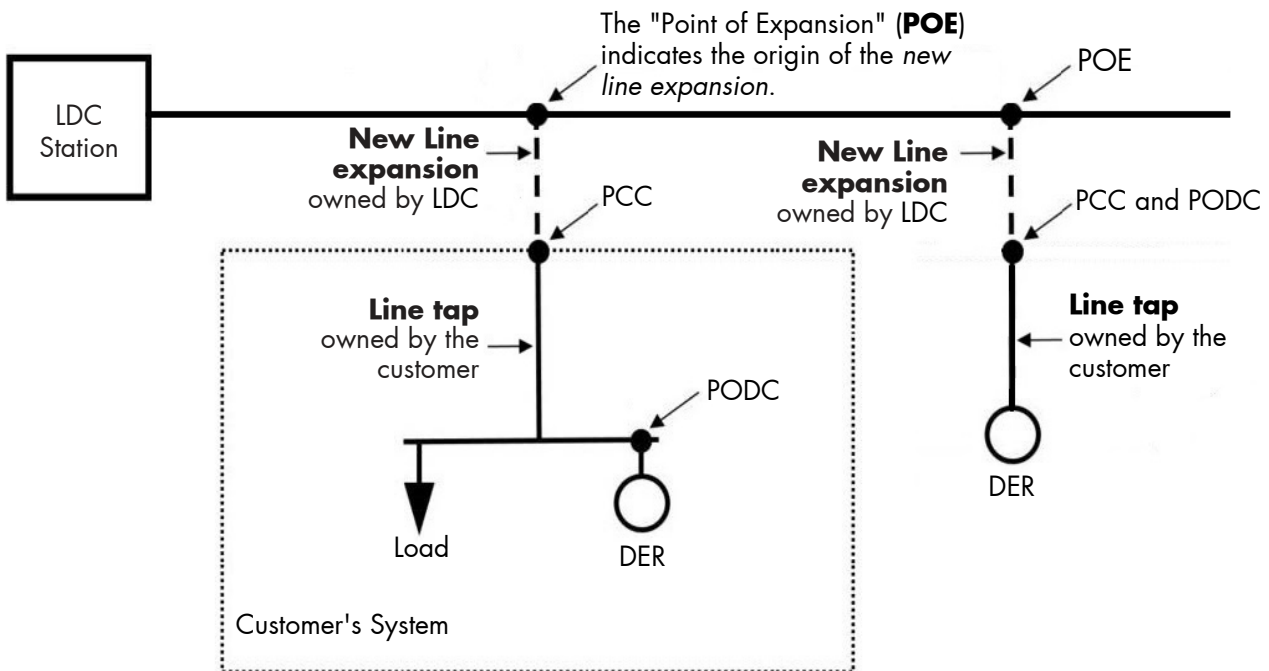 The "Point of Expansion" (POE)
indicates the origin of the new
line expansion.
POE
LDC
Station
New Line
expansion
owned by LDC
PCC
New Line
expansion
owned by LDC
PCC and PODC
Line tap
owned by the
customer
Line tap
owned by the
customer
PODC
Load
DER
DER
Customer's System